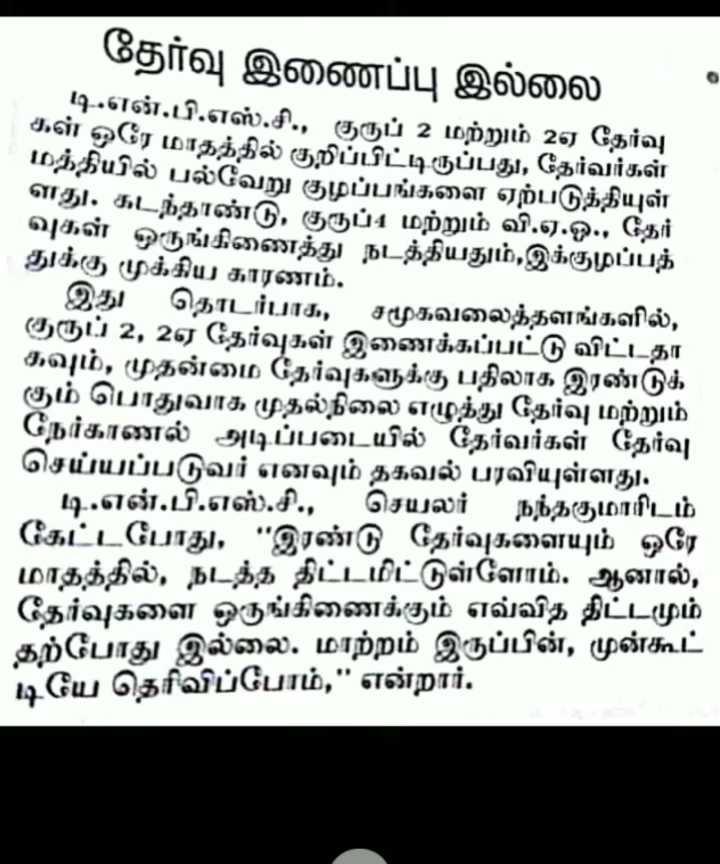 தேர்வு இணைப்பு இல்லை
டி.என்.பி.எஸ்.சி., குரூப் 2 மற்றும் 2ஏ தேர்வு
கள் ஒரே மாதத்தில் குறிப்பிட்டிருப்பது, தேர்வர்கள்
மத்தியில் பல்வேறு குழப்பங்களை ஏற்படுத்தியுள்
ளது. கடந்தாண்டு, குரூப்4 மற்றும் வி.ஏ.ஓ., தேர்
வுகள் ஒருங்கிணைத்து நடத்தியதும்,இக்குழப்பத்
துக்கு முக்கிய காரணம்.
இது தொடர்பாக, சமூகவலைத்தளங்களில்,
குரூப் 2, 2ஏ தேர்வுகள் இணைக்கப்பட்டு விட்டதா
கவும், முதன்மை தேர்வுகளுக்கு பதிலாக இரண்டுக்
கும் பொதுவாக முதல்நிலை எழுத்து தேர்வு மற்றும்
நேர்காணல் அடிப்படையில் தேர்வர்கள் தேர்வு
செய்யப்படுவர் எனவும் தகவல் பரவியுள்ளது.
டி.என்.பி.எஸ்.சி., செயலர் நந்தகுமாரிடம்
கேட்டபோது, ''இரண்டு தேர்வுகளையும் ஒரே
மாதத்தில், நடத்த திட்டமிட்டுள்ளோம். ஆனால்,
தேர்வுகளை ஒருங்கிணைக்கும் எவ்வித திட்டமும்
தற்போது இல்லை. மாற்றம் இருப்பின், முன்கூட்
டியே தெரிவிப்போம்,'' என்றார்.